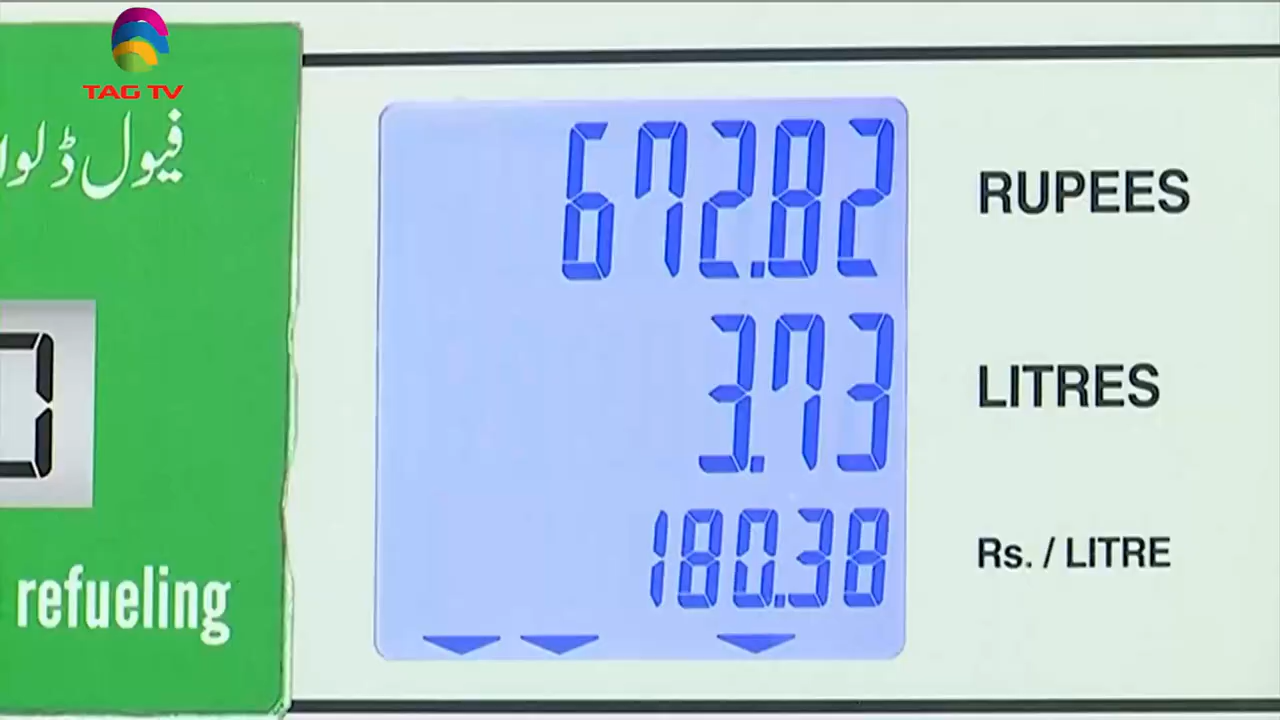 TAG TV
فیول ڈلوا
refueling
672.82 RUPEES
3.73 LITRES
180.38 Rs. / LITRE